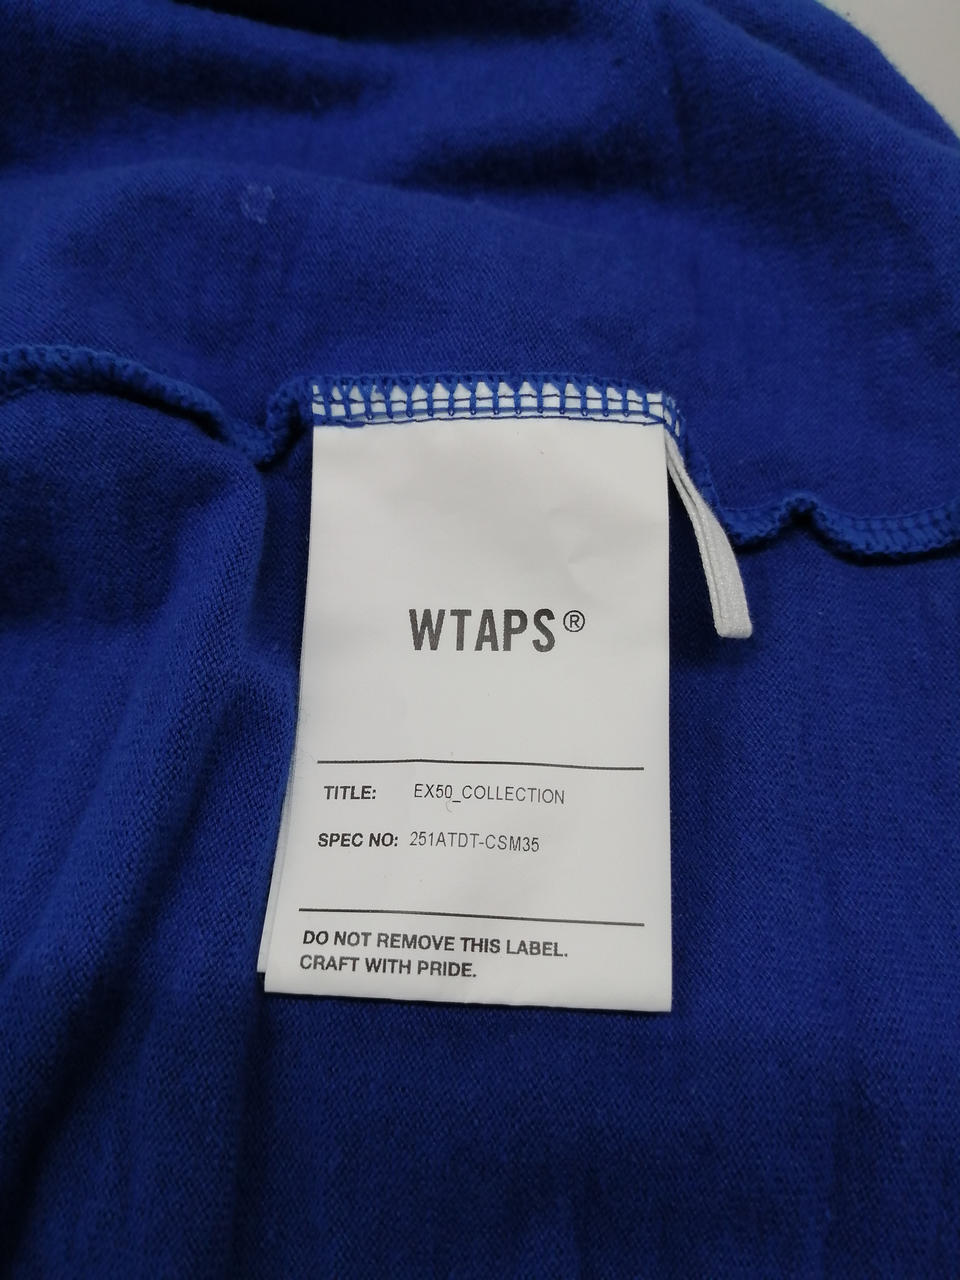 WTAPS®
TITLE: EX50_COLLECTION
SPEC NO: 251ATDT-CSM35
DO NOT REMOVE THIS LABEL.
CRAFT WITH PRIDE.